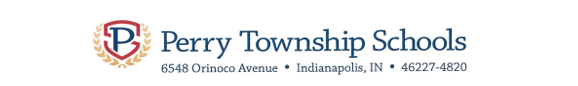 P
Perry Township Schools
6548 Orinoco Avenue • Indianapolis, IN • 46227-4820